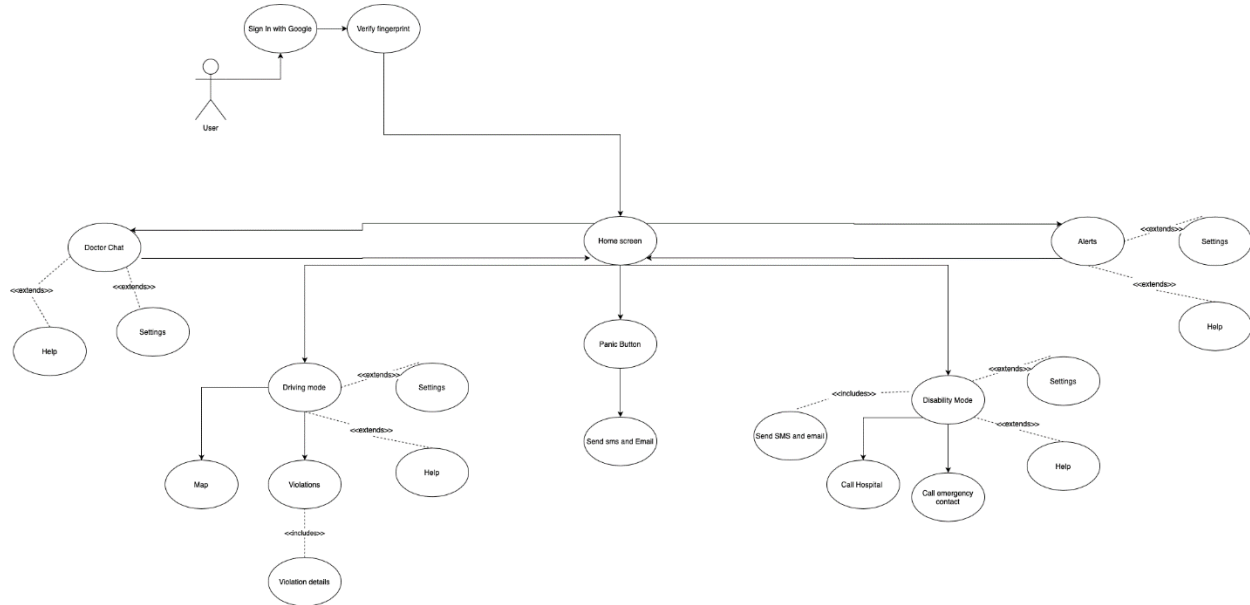 Sign In with Google
Verify fingerprint
User
Doctor Chat
Home screen
Alerts
<<extends>>
Settings
<<extends>>
<<extends>>
<<extends>>
Help
Settings
Help
Panic Button
Driving mode
<<extends>>
Settings
<<extends>>
Help
Map
Violations
<<includes>>
Violation details
Send sms and Email
Disability Mode
<<extends>>
Settings
<<includes>>
Send SMS and email
<<extends>>
Help
Call Hospital
Call emergency
contact